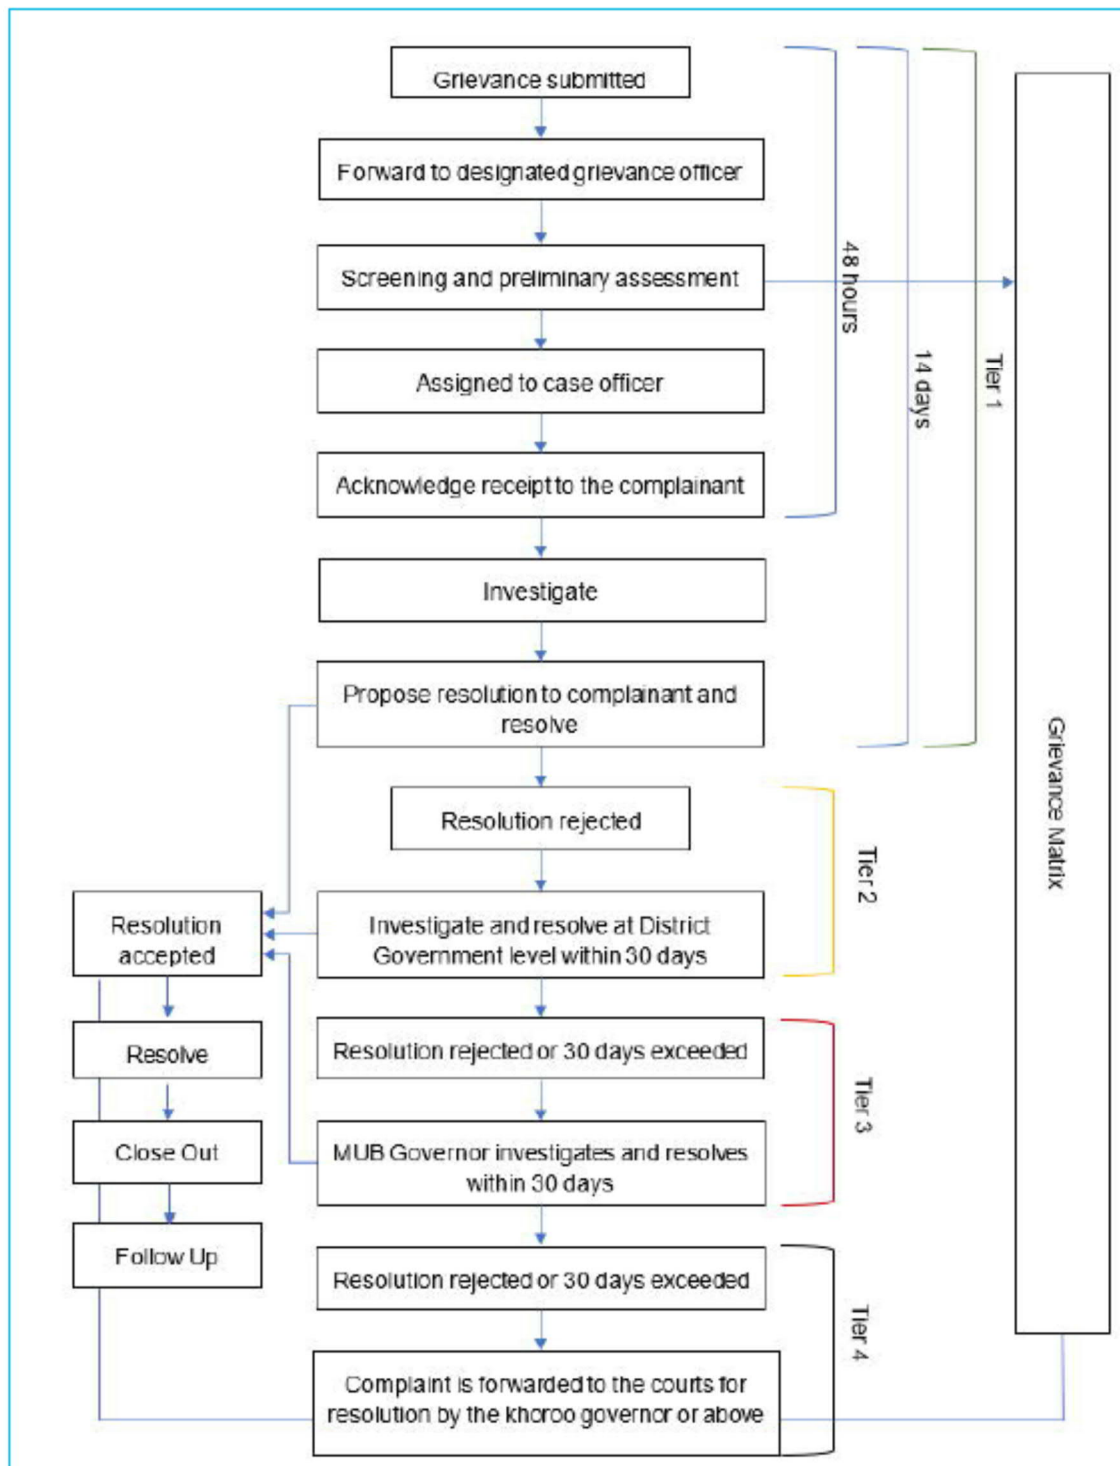 Grievance submitted
Forward to designated grievance officer
Screening and preliminary assessment
Assigned to case officer
Acknowledge receipt to the complainant
Investigate
Propose resolution to complainant and
resolve
48 hours
14 days
Tier 1
Grievance Matrix
Resolution rejected
Investigate and resolve at District
Government level within 30 days
Tier 2
Resolution
accepted
Resolve
Close Out
Follow Up
Resolution rejected or 30 days exceeded
MUB Governor investigates and resolves
within 30 days
Tier 3
Resolution rejected or 30 days exceeded
Complaint is forwarded to the courts for
resolution by the khoroo governor or above
Tier 4